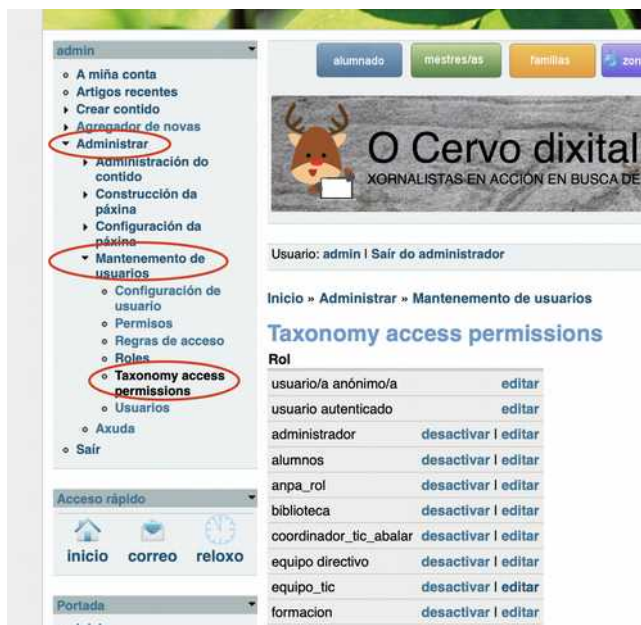 admin
A miña conta
Artigos recentes
Crear contido
Agregador de novas
Administrar
Administración do
contido
Construcción da
páxina
Configuración da
páxina
Mantenemento de
usuarios
Configuración de
usuario
Permisos
Regras de acceso
Roles
Taxonomy access
permissions
Usuarios
Axuda
Saír
Acceso rápido
inicio correo reloxo
Portada
alumnado mestres/as familias zon
O Cervo dixital
XORNALISTAS EN ACCIÓN EN BUSCA DE
Usuario: admin | Saír do administrador
Inicio » Administrar » Mantenemento de usuarios
Taxonomy access permissions
Rol
usuario/a anónimo/a editar
usuario autenticado editar
administrador desactivar | editar
alumnos desactivar | editar
anpa_rol desactivar | editar
biblioteca desactivar | editar
coordinador_tic_abalar desactivar | editar
equipo directivo desactivar | editar
equipo_tic desactivar | editar
formacion desactivar | editar